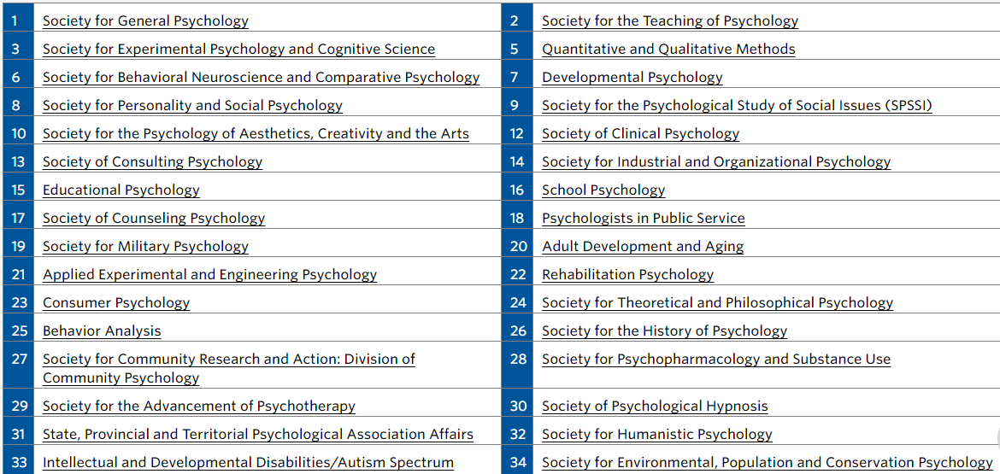 1 Society for General Psychology 2 Society for the Teaching of Psychology
3 Society for Experimental Psychology and Cognitive Science 5 Quantitative and Qualitative Methods
6 Society for Behavioral Neuroscience and Comparative Psychology 7 Developmental Psychology
8 Society for Personality and Social Psychology 9 Society for the Psychological Study of Social Issues (SPSSI)
10 Society for the Psychology of Aesthetics, Creativity and the Arts 12 Society of Clinical Psychology
13 Society of Consulting Psychology 14 Society for Industrial and Organizational Psychology
15 Educational Psychology 16 School Psychology
17 Society of Counseling Psychology 18 Psychologists in Public Service
19 Society for Military Psychology 20 Adult Development and Aging
21 Applied Experimental and Engineering Psychology 22 Rehabilitation Psychology
23 Consumer Psychology 24 Society for Theoretical and Philosophical Psychology
25 Behavior Analysis 26 Society for the History of Psychology
27 Society for Community Research and Action: Division of 28 Society for Psychopharmacology and Substance Use
Community Psychology
29 Society for the Advancement of Psychotherapy 30 Society of Psychological Hypnosis
31 State, Provincial and Territorial Psychological Association Affairs 32 Society for Humanistic Psychology
33 Intellectual and Developmental Disabilities/Autism Spectrum 34 Society for Environmental, Population and Conservation Psychology